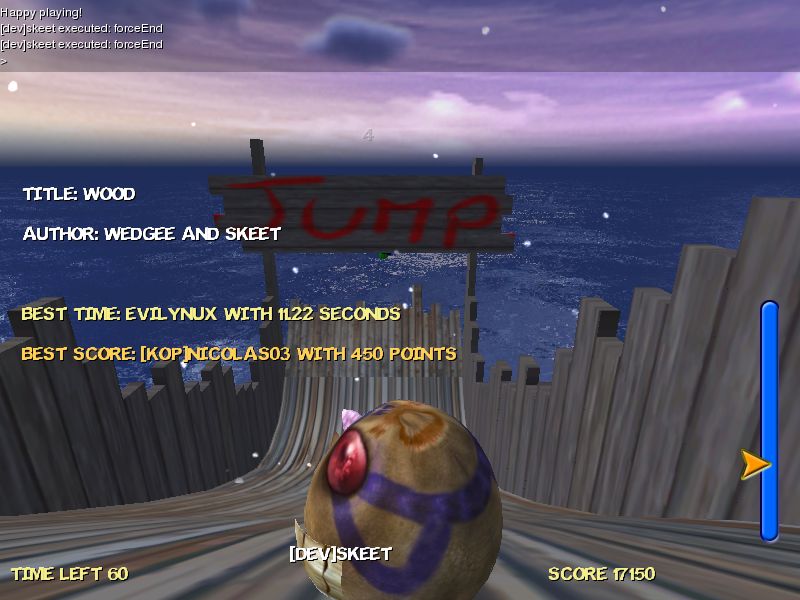 Happy playing!
[dev]skeet executed: forceEnd
[dev]skeet executed: forceEnd
>
4
JUMP
TITLE: WOOD
AUTHOR: WEDGEE AND SKEET
BEST TIME: EVILYNUX WITH 11.22 SECONDS
BEST SCORE: [KOP]NICOLAS03 WITH 450 POINTS
[DEV]SKEET
TIME LEFT 60
SCORE 17150